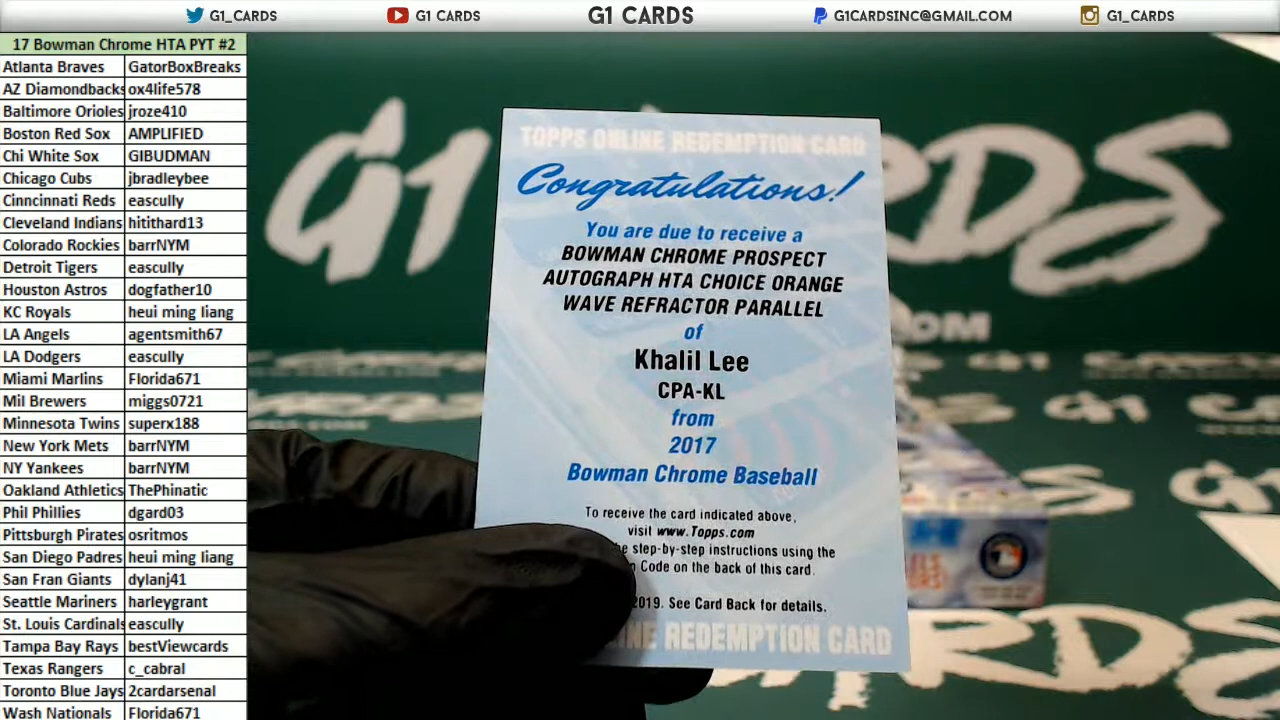 G1_CARDS
G1 CARDS
G1 CARDS
G1CARDSINC@GMAIL.COM
G1_CARDS
17 Bowman Chrome HTA PYT #2
Atlanta Braves GatorBoxBreaks
AZ Diamondbacks ox4life578
Baltimore Orioles jroze410
Boston Red Sox AMPLIFIED
Chi White Sox GIBUDMAN
Chicago Cubs jbradleybee
Cinncinnati Reds eascully
Cleveland Indians hitithard13
Colorado Rockies barrNYM
Detroit Tigers eascully
Houston Astros dogfather10
KC Royals heui ming liang
LA Angels agentsmith67
LA Dodgers eascully
Miami Marlins Florida671
Mil Brewers miggs0721
Minnesota Twins superx188
New York Mets barrNYM
NY Yankees barrNYM
Oakland Athletics ThePhinatic
Phil Phillies dgard03
Pittsburgh Pirates osritmos
San Diego Padres heui ming liang
San Fran Giants dylanj41
Seattle Mariners harleygrant
St. Louis Cardinals eascully
Tampa Bay Rays bestViewcards
Texas Rangers c_cabral
Toronto Blue Jays 2cardarsenal
Wash Nationals Florida671
TOPPS ONLINE REDEMPTION CARD
Congratulations!
You are due to receive a
BOWMAN CHROME PROSPECT
AUTOGRAPH HTA CHOICE ORANGE
WAVE REFRACTOR PARALLEL
of
Khalil Lee
CPA-KL
from
2017
Bowman Chrome Baseball
To receive the card indicated above,
visit www.Topps.com
step-by-step instructions using the
Code on the back of this card.
2019. See Card Back for details.
REDEMPTION CARD
G1